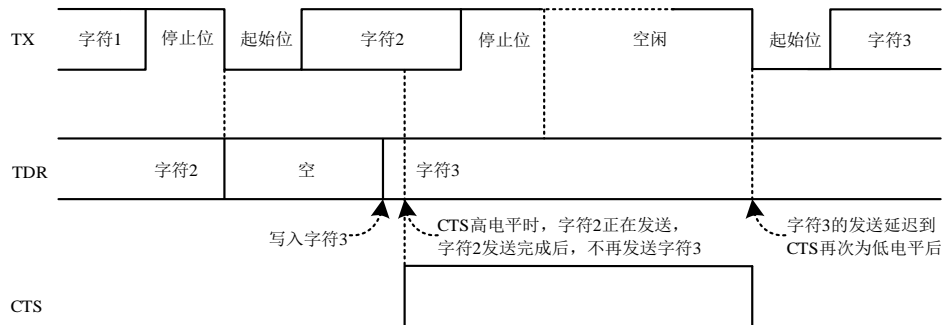 TX 字符1 停止位 起始位 字符2 停止位 空闲 起始位 字符3
TDR 字符2 空 字符3
写入字符3
CTS高电平时，字符2正在发送，
字符2发送完成后，不再发送字符3
字符3的发送延迟到
CTS再次为低电平后
CTS